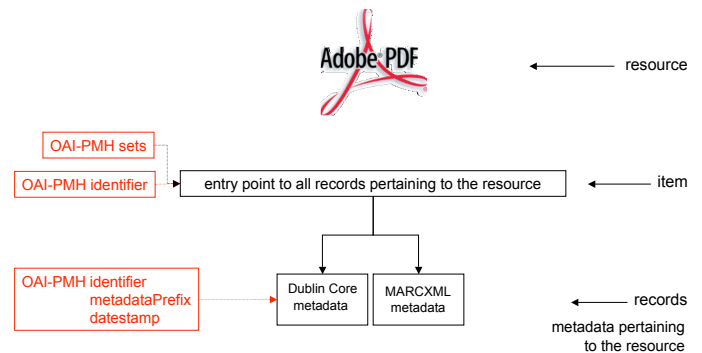 Adobe® PDF
resource
OAI-PMH sets
OAI-PMH identifier
entry point to all records pertaining to the resource
item
OAI-PMH identifier
metadataPrefix
datestamp
Dublin Core
metadata
MARCXML
metadata
records
metadata pertaining
to the resource